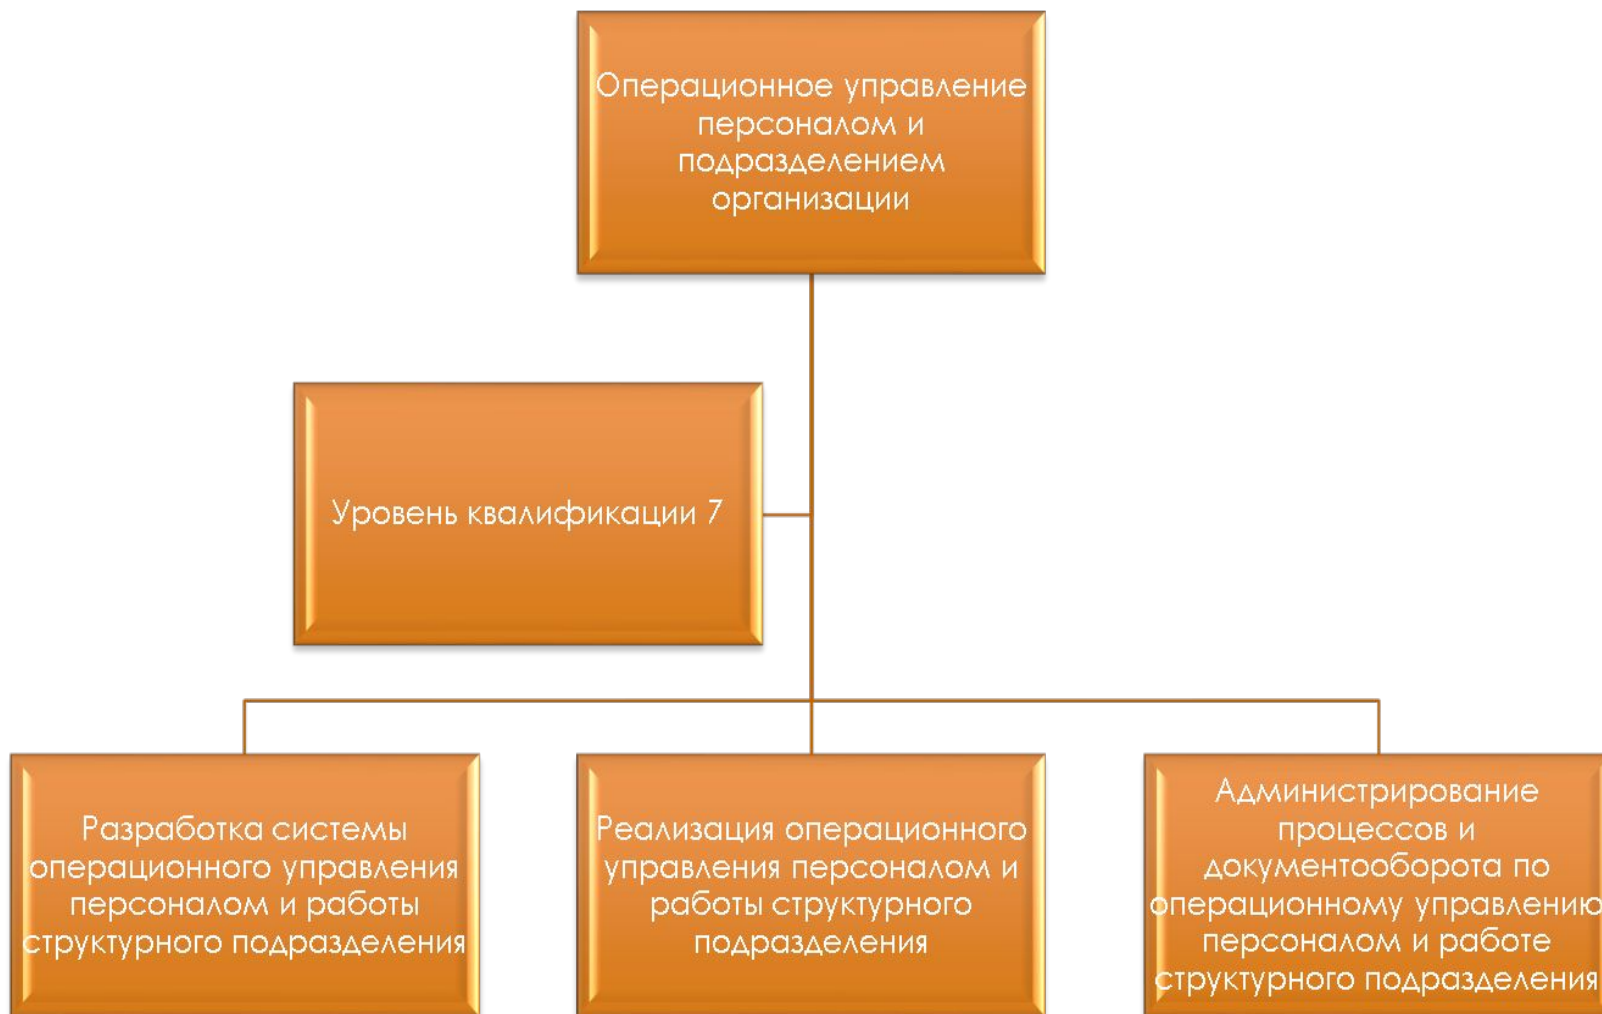 Операционное управление
персоналом и
подразделением
организации
Уровень квалификации 7
Разработка системы
операционного управления
персоналом и работы
структурного подразделения
Реализация операционного
управления персоналом и
работы структурного
подразделения
Администрирование
процессов и
документооборота по
операционному управлению
персоналом и работе
структурного подразделения